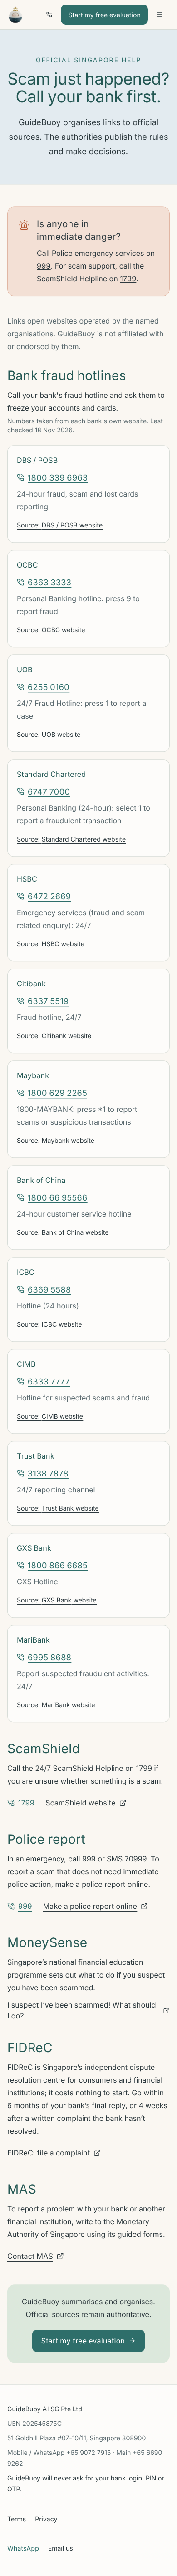 Start my free evaluation
OFFICIAL SINGAPORE HELP
Scam just happened?
Call your bank first.
GuideBuoy organises links to official
sources. The authorities publish the rules
and make decisions.
Is anyone in
immediate danger?
Call Police emergency services on
999. For scam support, call the
ScamShield Helpline on 1799.
Links open websites operated by the named
organisations. GuideBuoy is not affiliated with
or endorsed by them.
Bank fraud hotlines
Call your bank's fraud hotline and ask them to
freeze your accounts and cards.
Numbers taken from each bank's own website. Last
checked 18 Nov 2026.
DBS / POSB
1800 339 6963
24-hour fraud, scam and lost cards
reporting
Source: DBS / POSB website
OCBC
6363 3333
Personal Banking hotline: press 9 to
report fraud
Source: OCBC website
UOB
6255 0160
24/7 Fraud Hotline: press 1 to report a
case
Source: UOB website
Standard Chartered
6747 7000
Personal Banking (24-hour): select 1 to
report a fraudulent transaction
Source: Standard Chartered website
HSBC
6472 2669
Emergency services (fraud and scam
related enquiry): 24/7
Source: HSBC website
Citibank
6337 5519
Fraud hotline, 24/7
Source: Citibank website
Maybank
1800 629 2265
1800-MAYBANK: press *1 to report
scams or suspicious transactions
Source: Maybank website
Bank of China
1800 66 95566
24-hour customer service hotline
Source: Bank of China website
ICBC
6369 5588
Hotline (24 hours)
Source: ICBC website
CIMB
6333 7777
Hotline for suspected scams and fraud
Source: CIMB website
Trust Bank
3138 7878
24/7 reporting channel
Source: Trust Bank website
GXS Bank
1800 866 6685
GXS Hotline
Source: GXS Bank website
MariBank
6995 8688
Report suspected fraudulent activities:
24/7
Source: MariBank website
ScamShield
Call the 24/7 ScamShield Helpline on 1799 if
you are unsure whether something is a scam.
1799 ScamShield website
Police report
In an emergency, call 999 or SMS 70999. To
report a scam that does not need immediate
police action, make a police report online.
999 Make a police report online
MoneySense
Singapore's national financial education
programme sets out what to do if you suspect
you have been scammed.
I suspect I've been scammed! What should
I do?
FIDReC
FIDReC is Singapore's independent dispute
resolution centre for consumers and financial
institutions; it costs nothing to start. Go within
6 months of your bank's final reply, or 4 weeks
after a written complaint the bank hasn't
resolved.
FIDReC: file a complaint
MAS
To report a problem with your bank or another
financial institution, write to the Monetary
Authority of Singapore using its guided forms.
Contact MAS
GuideBuoy summarises and organises.
Official sources remain authoritative.
Start my free evaluation
GuideBuoy AI SG Pte Ltd
UEN 202545875C
51 Goldhill Plaza #07-10/11, Singapore 308900
Mobile / WhatsApp +65 9072 7915 · Main +65 6690
9262
GuideBuoy will never ask for your bank login, PIN or
OTP.
Terms Privacy
WhatsApp Email us